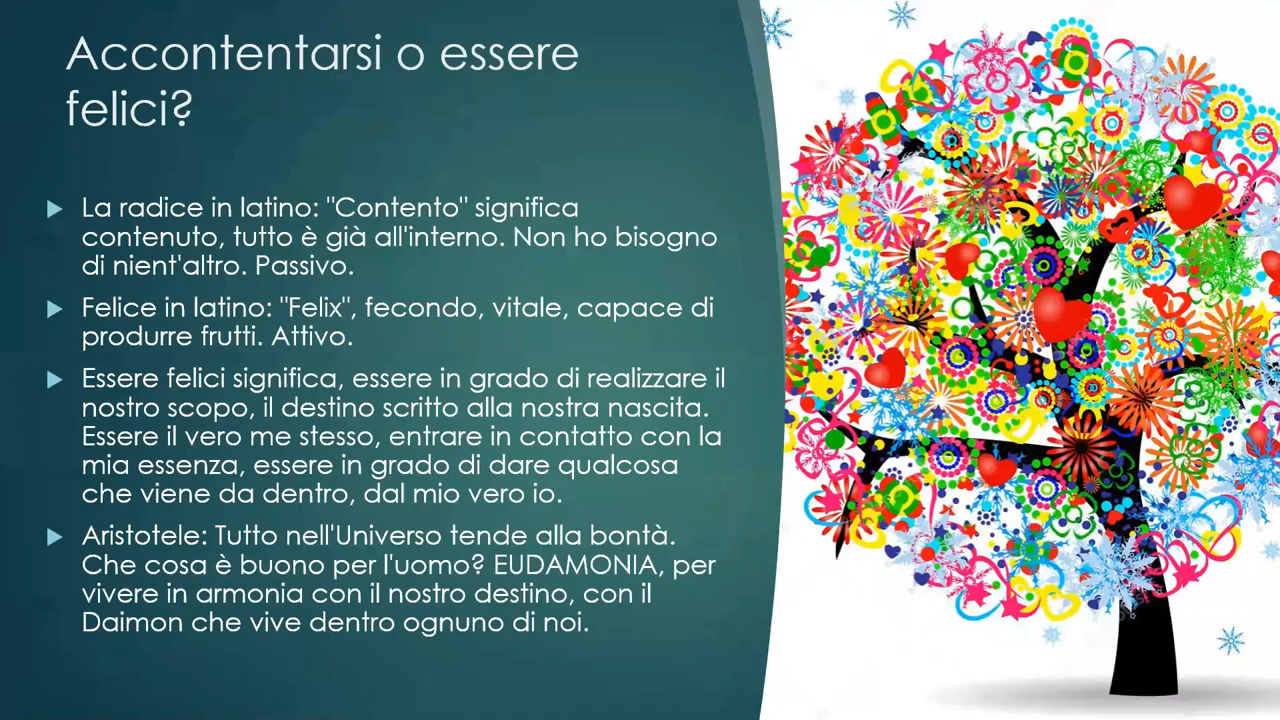 Accontentarsi o essere
felici?
La radice in latino: "Contento" significa
contenuto, tutto è già all'interno. Non ho bisogno
di nient'altro. Passivo.
Felice in latino: "Felix", fecondo, vitale, capace di
produrre frutti. Attivo.
Essere felici significa, essere in grado di realizzare il
nostro scopo, il destino scritto alla nostra nascita.
Essere il vero me stesso, entrare in contatto con la
mia essenza, essere in grado di dare qualcosa
che viene da dentro, dal mio vero io.
Aristotele: Tutto nell'Universo tende alla bontà.
Che cosa è buono per l'uomo? EUDAMONIA, per
vivere in armonia con il nostro destino, con il
Daimon che vive dentro ognuno di noi.